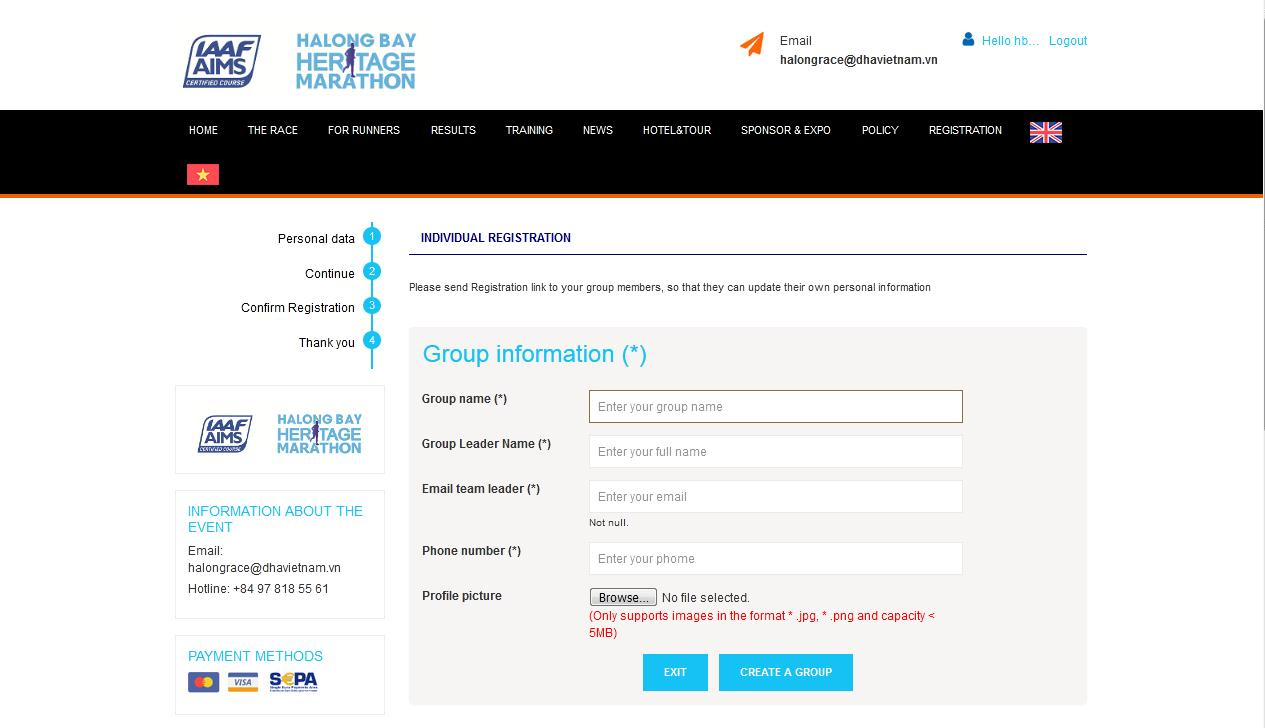 IAAF
AIMS
CERTIFIED COURSE
HALONG BAY
HERITAGE
MARATHON
Email
halongrace@dhavietnam.vn
Hello hb... Logout
HOME THE RACE FOR RUNNERS RESULTS TRAINING NEWS HOTEL&TOUR SPONSOR & EXPO POLICY REGISTRATION
Personal data 1
Continue 2
Confirm Registration 3
Thank you 4
IAAF
AIMS
CERTIFIED COURSE
HALONG BAY
HERITAGE
MARATHON
INFORMATION ABOUT THE
EVENT
Email:
halongrace@dhavietnam.vn
Hotline: +84 97 818 55 61
PAYMENT METHODS
VISA
S€PA
INDIVIDUAL REGISTRATION
Please send Registration link to your group members, so that they can update their own personal information
Group information (*)
Group name (*) Enter your group name
Group Leader Name (*) Enter your full name
Email team leader (*) Enter your email
Not null.
Phone number (*) Enter your phome
Profile picture Browse... No file selected.
(Only supports images in the format * .jpg, * .png and capacity <
5MB)
EXIT CREATE A GROUP